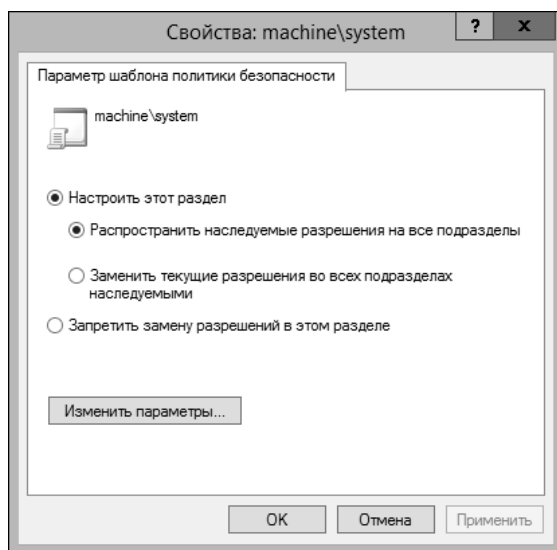 Свойства: machine\system
? x
Параметр шаблона политики безопасности
machine\system
Настроить этот раздел
Распространить наследуемые разрешения на все подразделы
Заменить текущие разрешения во всех подразделах
наследуемыми
Запретить замену разрешений в этом разделе
Изменить параметры...
OK Отмена Применить